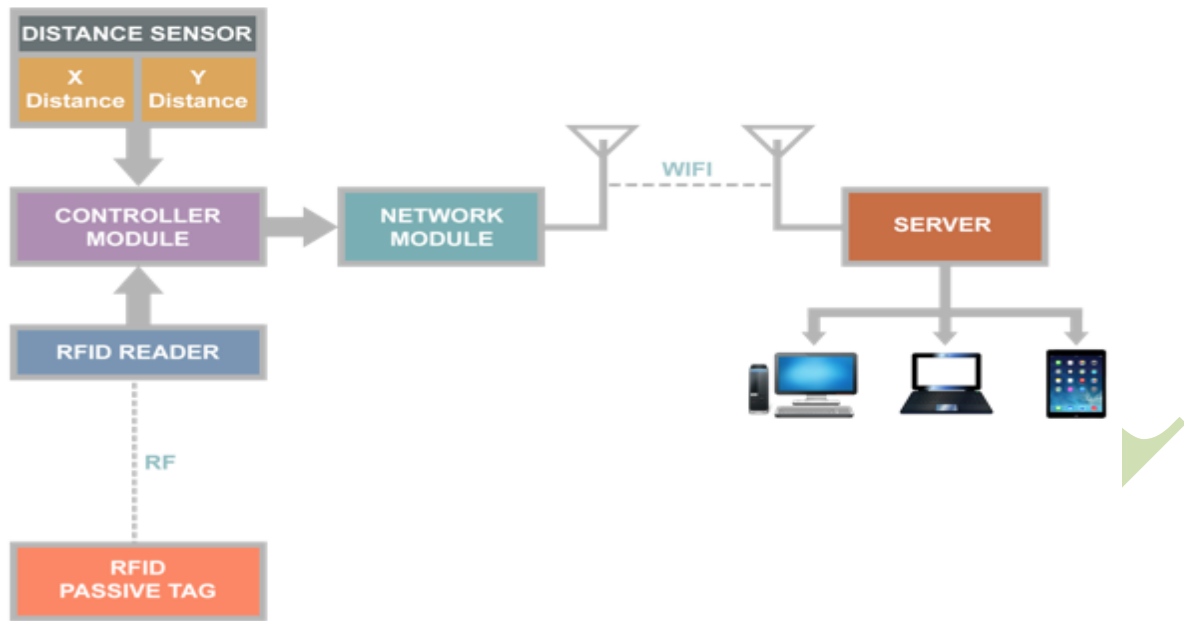 DISTANCE SENSOR
X
Distance
Y
Distance
CONTROLLER
MODULE
NETWORK
MODULE
WIFI
SERVER
RFID READER
RF
RFID
PASSIVE TAG